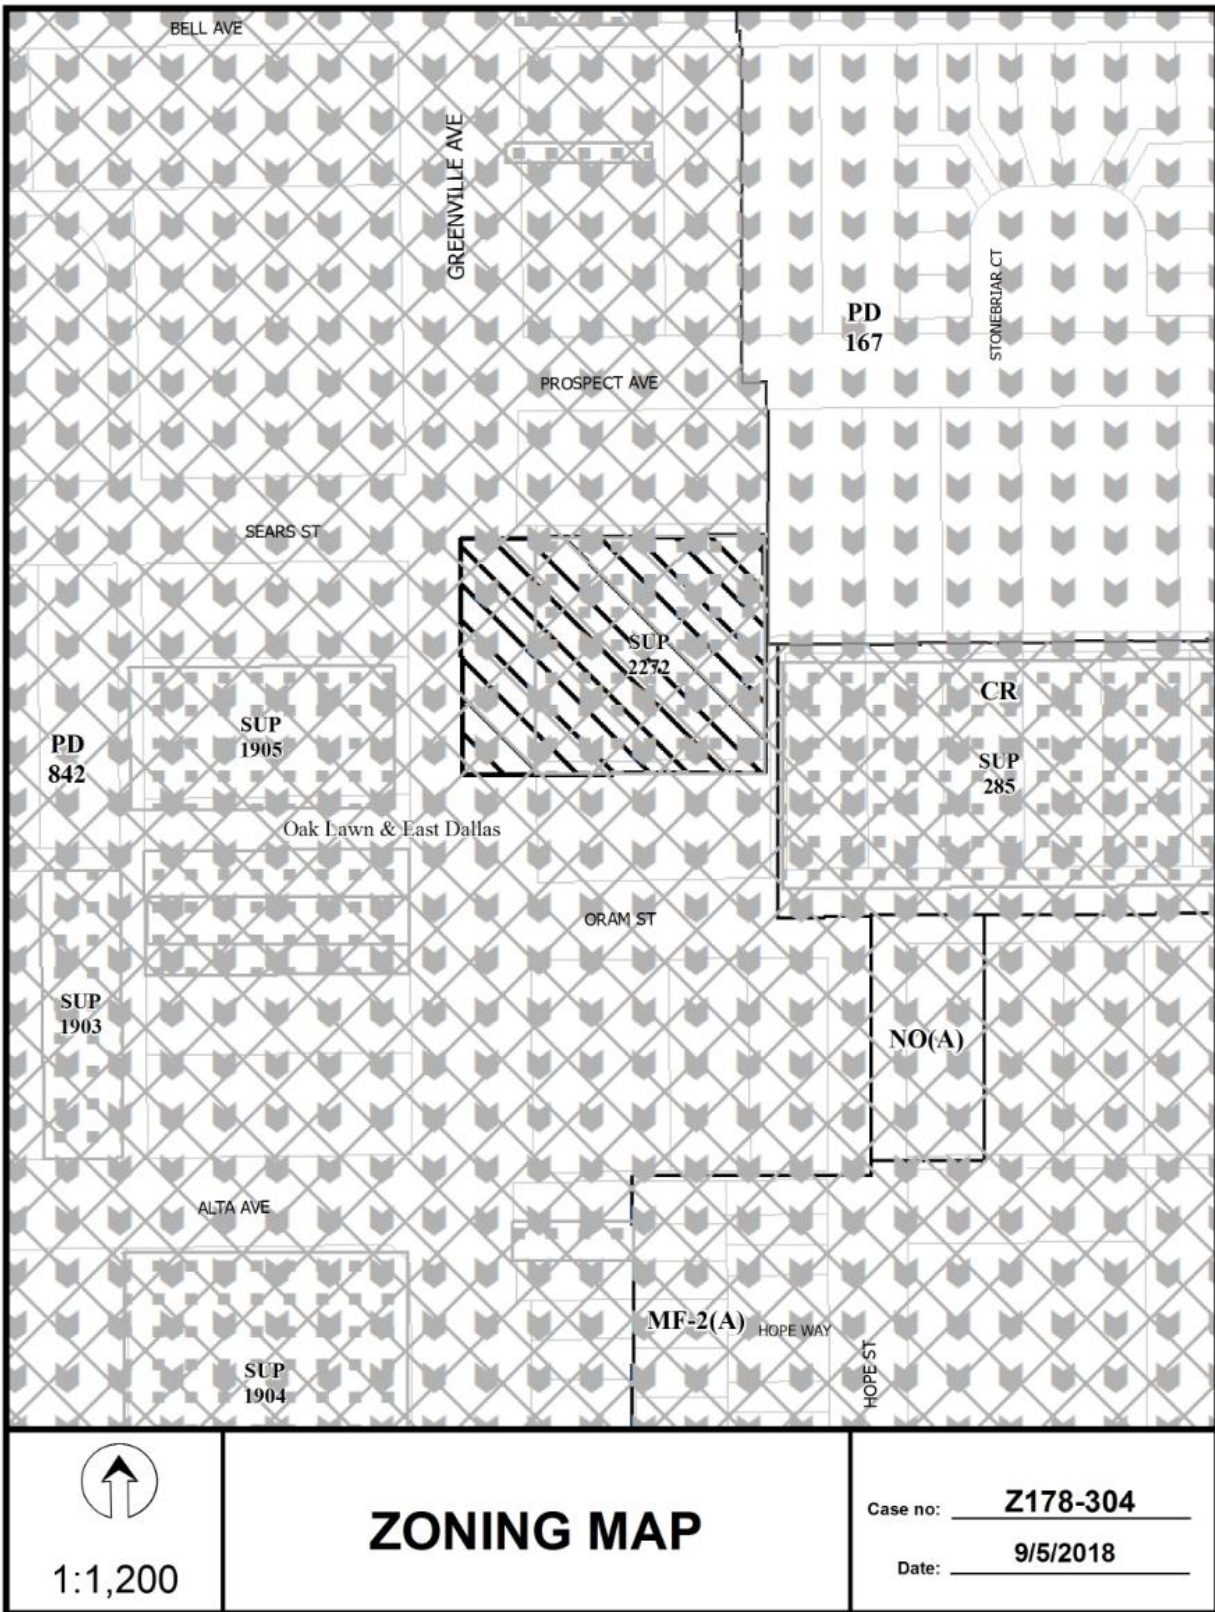 BELL AVE
GREENVILLE AVE
STONEBRIAR CT
PD
167
PROSPECT AVE
SEARS ST
SUP
2272
CR
SUP
1905
PD
842
SUP
285
Oak Lawn & East Dallas
ORAM ST
SUP
1903
NO(A)
ALTA AVE
MF-2(A)
HOPE WAY
HOPE ST
SUP
1904
1:1,200
ZONING MAP
Case no: Z178-304
Date: 9/5/2018